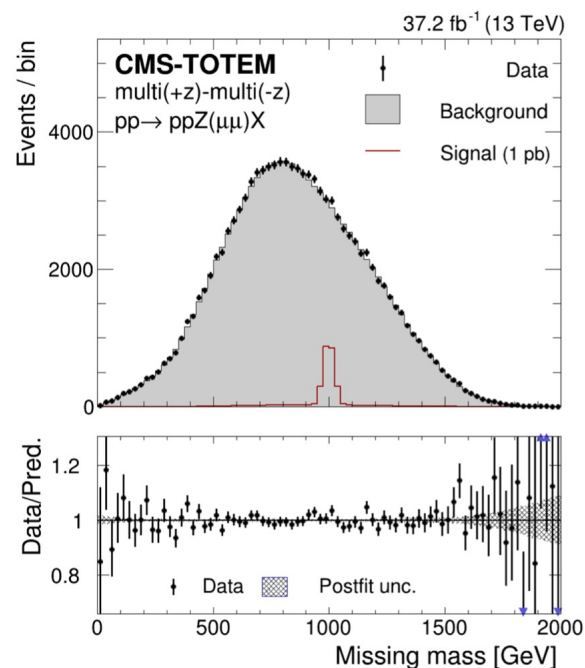 37.2 fb⁻¹ (13 TeV)
CMS-TOTEM
multi(+z)-multi(-z)
pp→ ppZ(μμ)X
Data
Background
Signal (1 pb)
Events / bin
4000
2000
0
Data/Pred.
1.2
1
0.8
Data
Postfit unc.
0 500 1000 1500 2000
Missing mass [GeV]